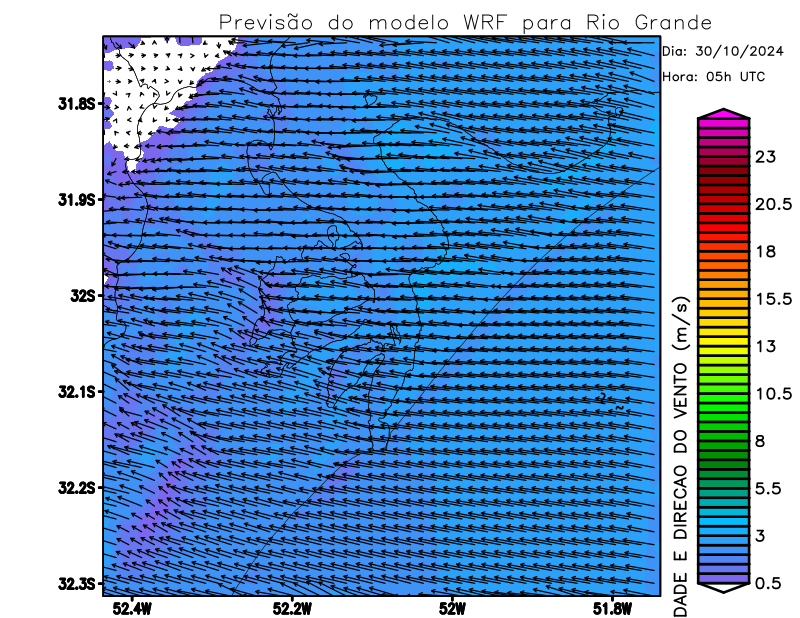 Previsão do modelo WRF para Rio Grande
Dia: 30/10/2024
Hora: 05h UTC
31.8S
31.9S
32S
32.1S
32.2S
32.3S
52.4W
52.2W
52W
51.8W
23
20.5
18
15.5
13
10.5
8
5.5
3
0.5
DADE E DIRECAO DO VENTO (m/s)